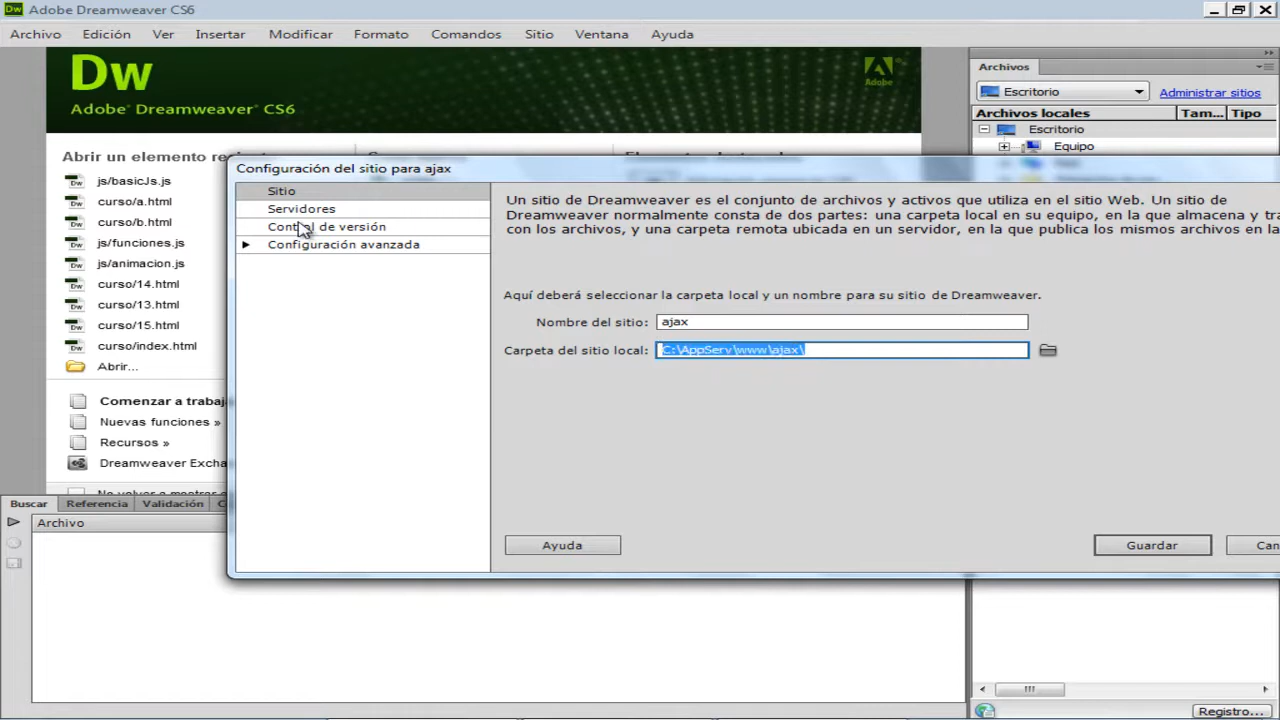 Dw Adobe Dreamweaver CS6
Archivo Edición Ver Insertar Modificar Formato Comandos Sitio Ventana Ayuda
Dw
Adobe® Dreamweaver® CS6
Adobe
Abrir un elemento
js/basicJs.js
curso/a.html
curso/b.html
js/funciones.js
js/animacion.js
curso/14.html
curso/13.html
curso/15.html
curso/index.html
Abrir...
Comenzar a trabaj
Nuevas funciones »
Recursos »
Dreamweaver Excha
Configuración del sitio para ajax
Sitio
Servidores
Control de versión
Configuración avanzada
Un sitio de Dreamweaver es el conjunto de archivos y activos que utiliza en el sitio Web. Un sitio de
Dreamweaver normalmente consta de dos partes: una carpeta local en su equipo, en la que almacena y tra
con los archivos, y una carpeta remota ubicada en un servidor, en la que publica los mismos archivos en la
Aquí deberá seleccionar la carpeta local y un nombre para su sitio de Dreamweaver.
Nombre del sitio: ajax
Carpeta del sitio local: C:\AppServ\www\ajax\
Ayuda
Guardar
Can
Archivos
Escritorio
Administrar sitios
Archivos locales Tam... Tipo
Escritorio
Equipo
Buscar Referencia Validación C
Archivo
Registro...